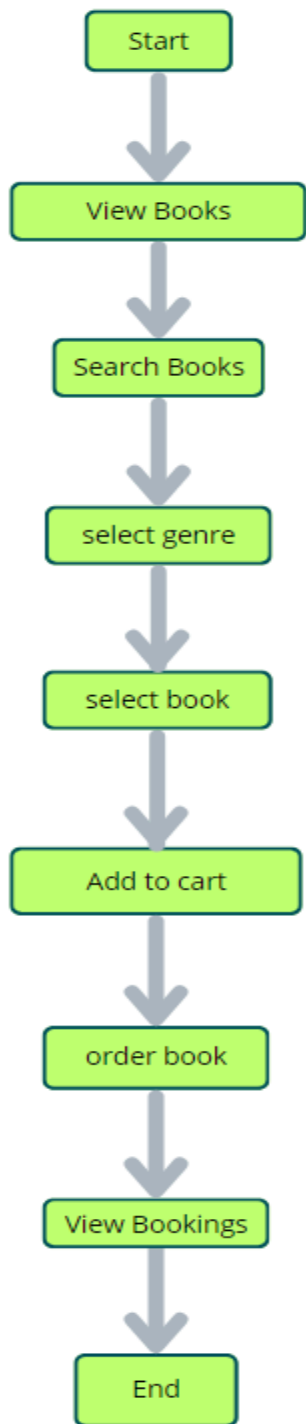 Start
View Books
Search Books
select genre
select book
Add to cart
order book
View Bookings
End